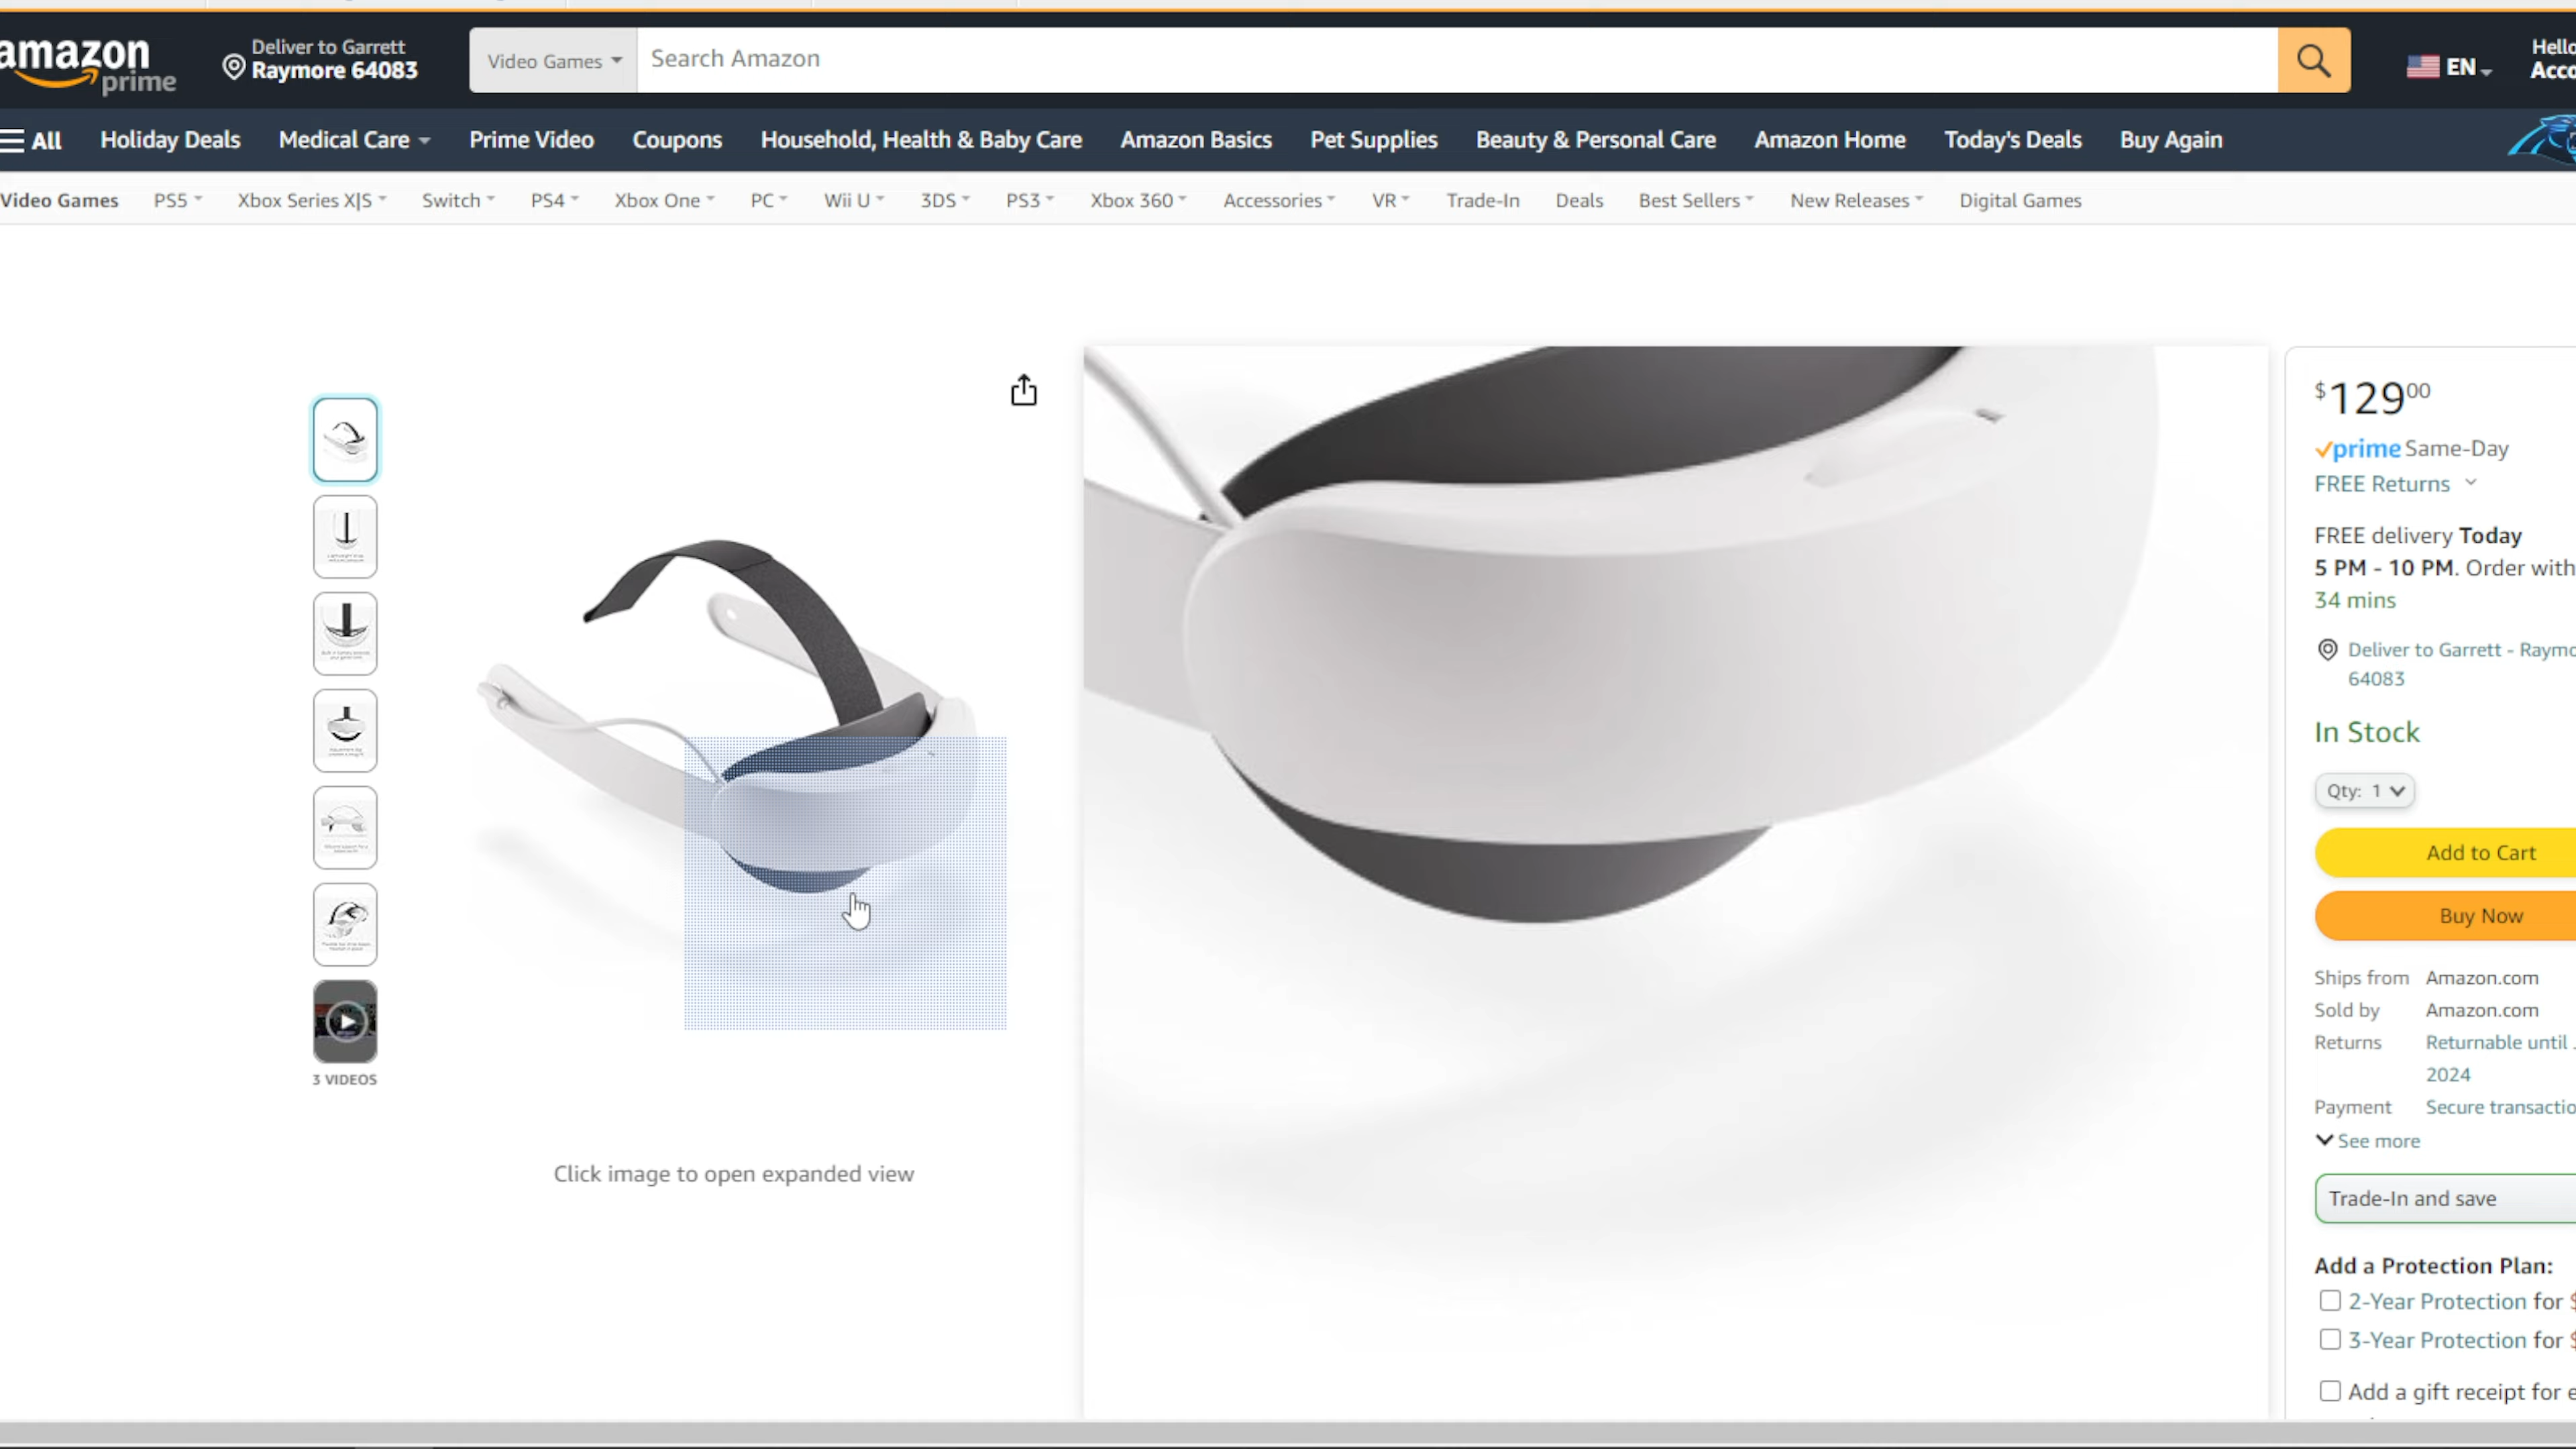 amazon
prime
Deliver to Garrett
Raymore 64083
Video Games
Search Amazon
EN
Hello
All
Holiday Deals
Medical Care
Prime Video
Coupons
Household, Health & Baby Care
Amazon Basics
Pet Supplies
Beauty & Personal Care
Amazon Home
Today's Deals
Buy Again
Video Games
PS5
Xbox Series X|S
Switch
PS4
Xbox One
PC
Wii U
3DS
PS3
Xbox 360
Accessories
VR
Trade-In
Deals
Best Sellers
New Releases
Digital Games
3 VIDEOS
Click image to open expanded view
$12900
prime Same-Day
FREE Returns
FREE delivery Today
5 PM - 10 PM. Order with
34 mins
Deliver to Garrett - Raymo
64083
In Stock
Qty: 1
Add to Cart
Buy Now
Ships from Amazon.com
Sold by Amazon.com
Returns Returnable until
2024
Payment Secure transactio
See more
Trade-In and save
Add a Protection Plan:
2-Year Protection for $
3-Year Protection for $
Add a gift receipt for e